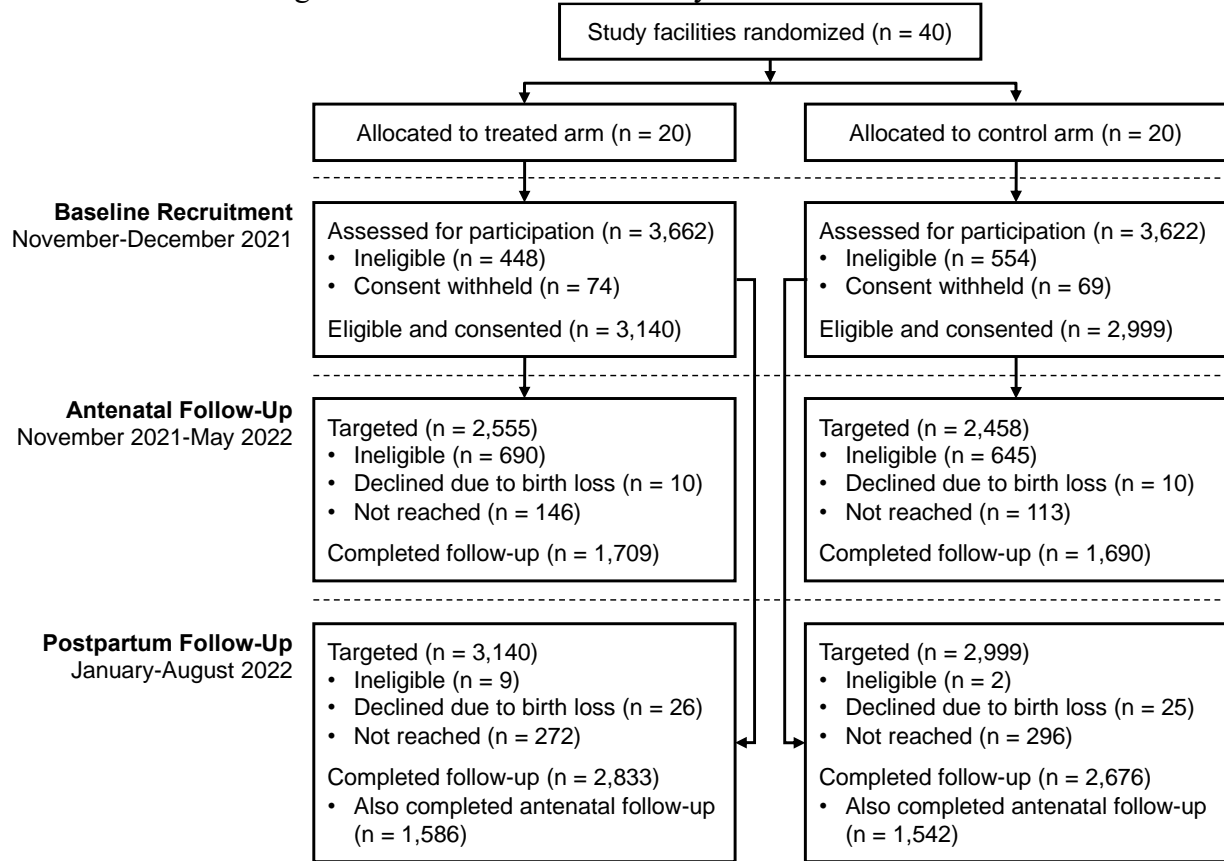 Study facilities randomized (n = 40)
Allocated to treated arm (n = 20)
Allocated to control arm (n = 20)
Baseline Recruitment
November-December 2021
Assessed for participation (n = 3,662)
• Ineligible (n = 448)
• Consent withheld (n = 74)
Eligible and consented (n = 3,140)
Assessed for participation (n = 3,622)
• Ineligible (n = 554)
• Consent withheld (n = 69)
Eligible and consented (n = 2,999)
Antenatal Follow-Up
November 2021-May 2022
Targeted (n = 2,555)
• Ineligible (n = 690)
• Declined due to birth loss (n = 10)
• Not reached (n = 146)
Completed follow-up (n = 1,709)
Targeted (n = 2,458)
• Ineligible (n = 645)
• Declined due to birth loss (n = 10)
• Not reached (n = 113)
Completed follow-up (n = 1,690)
Postpartum Follow-Up
January-August 2022
Targeted (n = 3,140)
• Ineligible (n = 9)
• Declined due to birth loss (n = 26)
• Not reached (n = 272)
Completed follow-up (n = 2,833)
• Also completed antenatal follow-up
(n = 1,586)
Targeted (n = 2,999)
• Ineligible (n = 2)
• Declined due to birth loss (n = 25)
• Not reached (n = 296)
Completed follow-up (n = 2,676)
• Also completed antenatal follow-up
(n = 1,542)